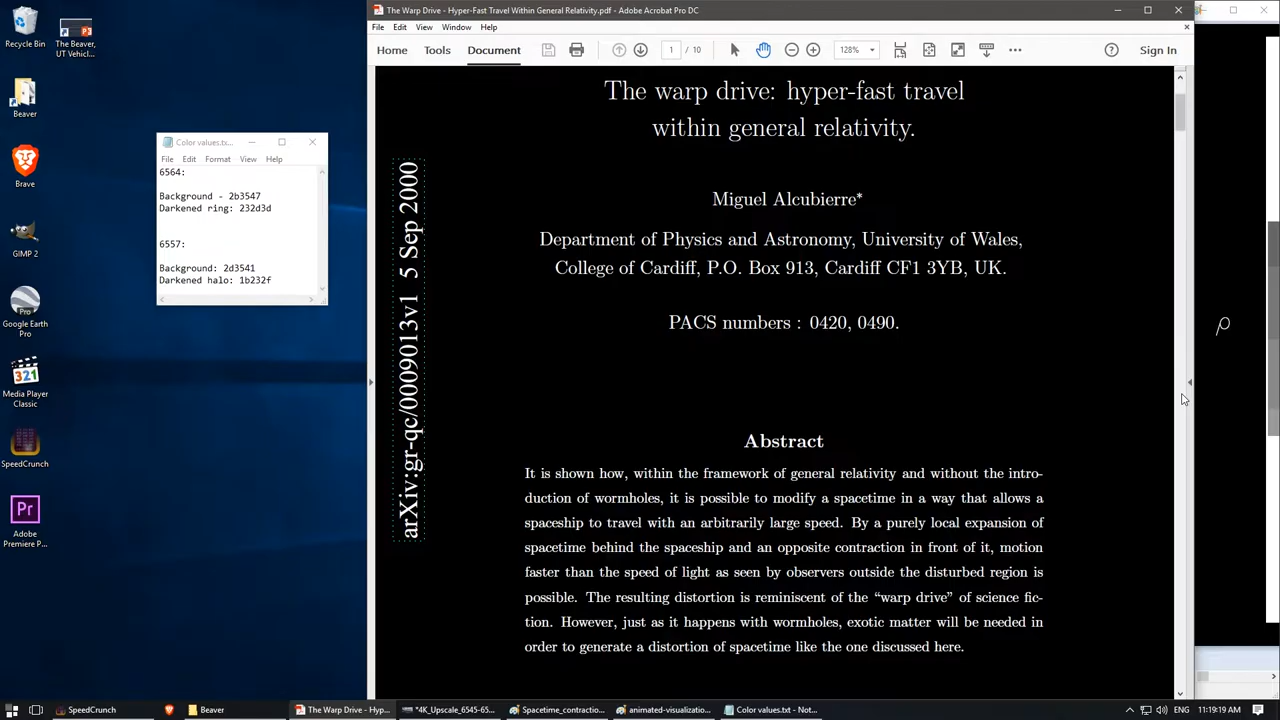 Recycle Bin
The Beaver,
UT Vehicl...
Beaver
Brave
GIMP 2
Pro
Google Earth
Pro
321
Media Player
Classic
SpeedCrunch
Pr
Adobe
Premiere P...
Color values.tx...
File Edit Format View Help
6564:
Background - 2b3547
Darkened ring: 232d3d
6557:
Background: 2d3541
Darkened halo: 1b232f
The Warp Drive - Hyper-Fast Travel Within General Relativity.pdf - Adobe Acrobat Pro DC
File Edit View Window Help
Home Tools Document 1 / 10 128% Sign In
The warp drive: hyper-fast travel
within general relativity.
arXiv:gr-qc/0009013v1 5 Sep 2000
Miguel Alcubierre*
Department of Physics and Astronomy, University of Wales,
College of Cardiff, P.O. Box 913, Cardiff CF1 3YB, UK.
PACS numbers : 0420, 0490.
Abstract
It is shown how, within the framework of general relativity and without the intro-
duction of wormholes, it is possible to modify a spacetime in a way that allows a
spaceship to travel with an arbitrarily large speed. By a purely local expansion of
spacetime behind the spaceship and an opposite contraction in front of it, motion
faster than the speed of light as seen by observers outside the disturbed region is
possible. The resulting distortion is reminiscent of the “warp drive” of science fic-
tion. However, just as it happens with wormholes, exotic matter will be needed in
order to generate a distortion of spacetime like the one discussed here.
ρ
SpeedCrunch Beaver The Warp Drive - Hyp... *4K_Upscale_6545-65... Spacetime_contractio... animated-visualizatio... Color values.txt - Not... ENG 11:19:19 AM